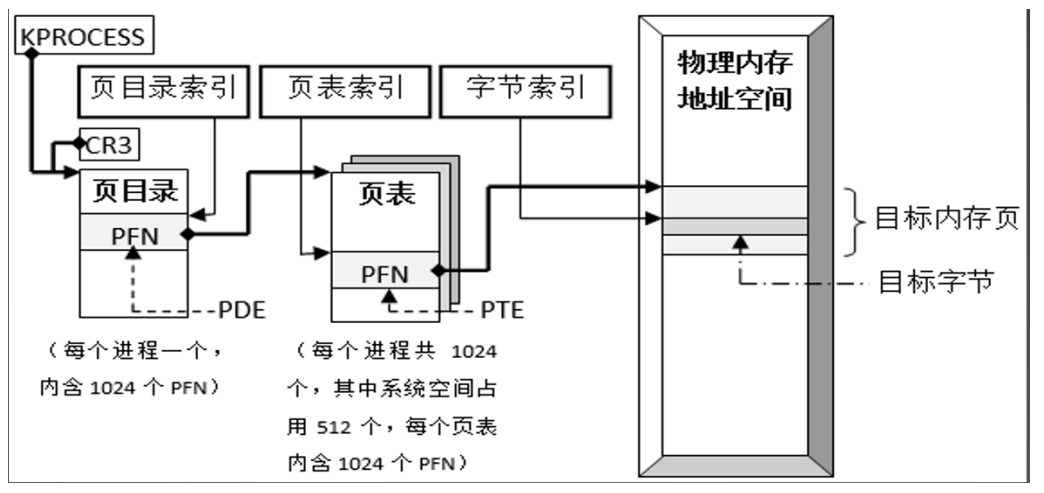 KPROCESS
页目录索引
页表索引
字节索引
物理内存
地址空间
CR3
页目录
页表
PFN
PFN
目标内存页
目标字节
PDE
PTE
（每个进程一个，
内含 1024 个 PFN）
（每个进程共 1024
个，其中系统空间占
用 512 个，每个页表
内含 1024 个 PFN）